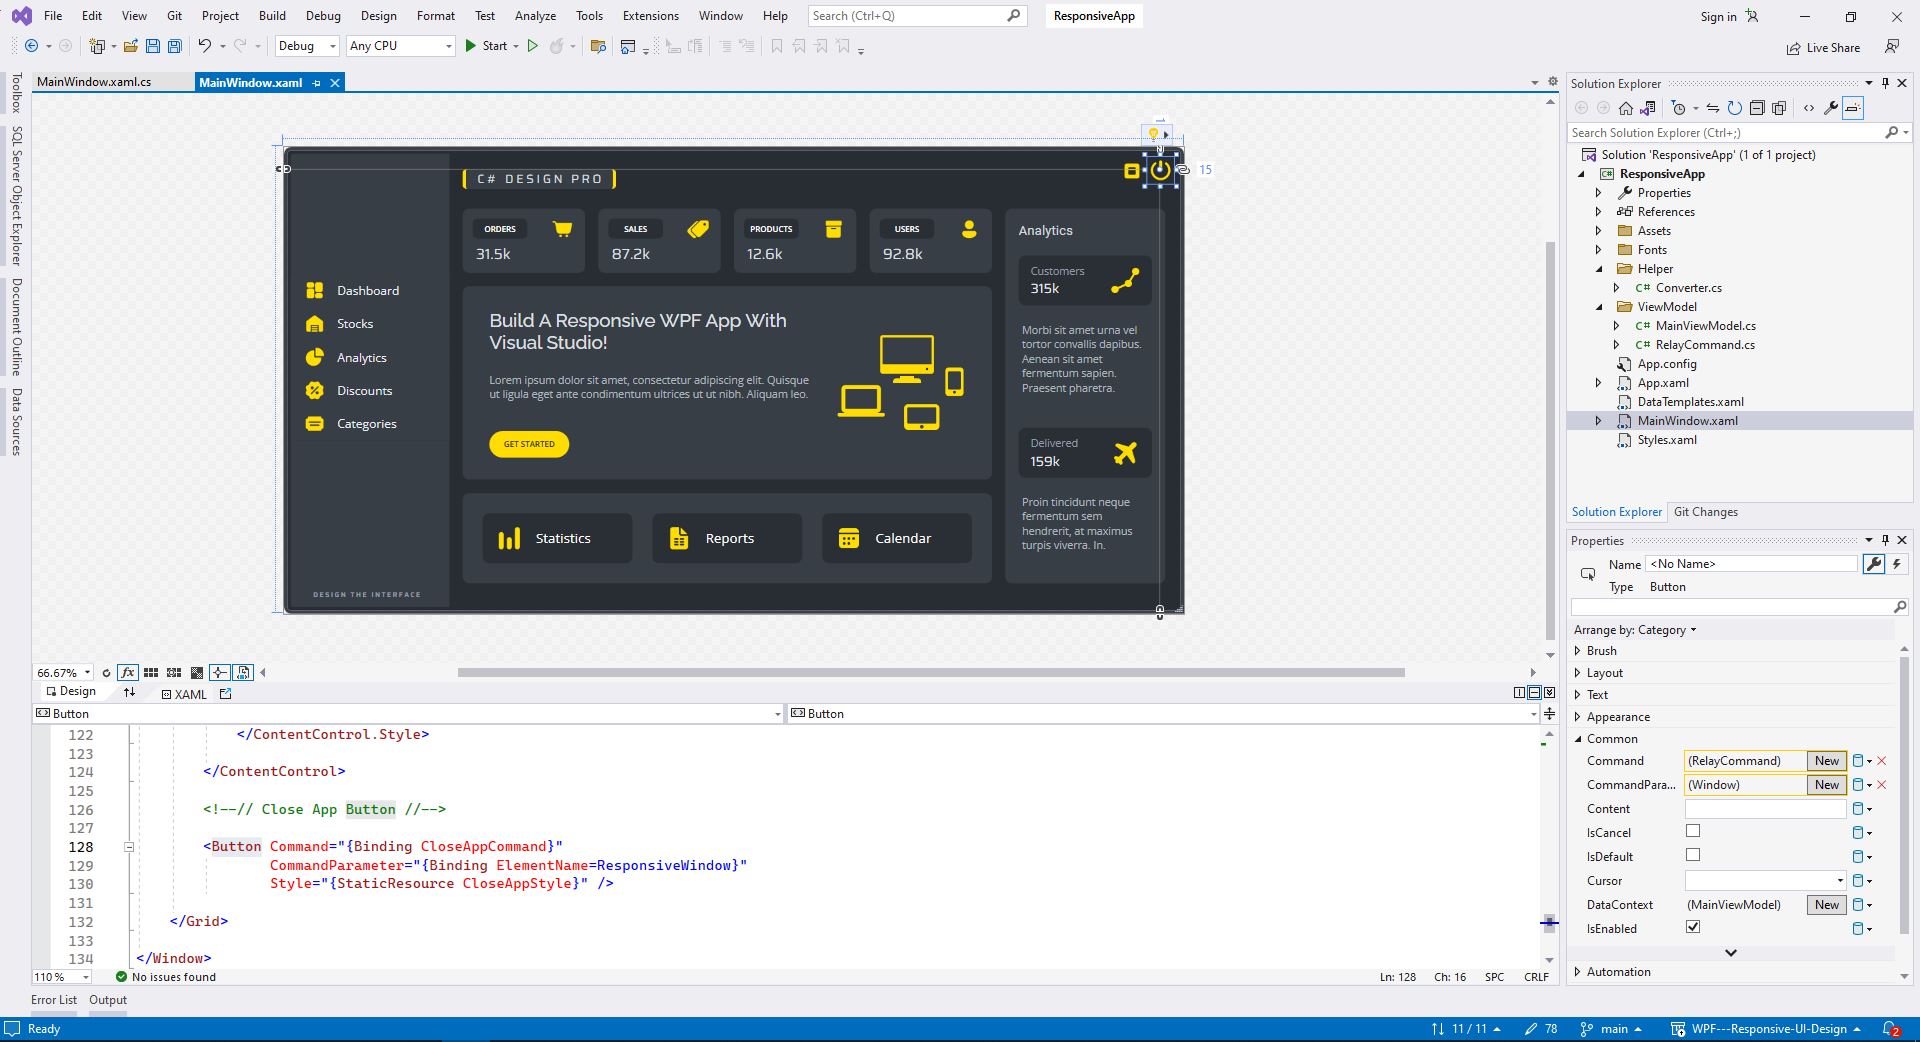 File Edit View Git Project Build Debug Design Format Test Analyze Tools Extensions Window Help Search (Ctrl+Q) ResponsiveApp Sign in
Debug Any CPU Start Live Share
Toolbox
SQL Server Object Explorer
Document Outline
Data Sources
MainWindow.xaml.cs MainWindow.xaml
15
C# DESIGN PRO
Dashboard
Stocks
Analytics
Discounts
Categories
DESIGN THE INTERFACE
ORDERS
31.5k
SALES
87.2k
PRODUCTS
12.6k
USERS
92.8k
Build A Responsive WPF App With
Visual Studio!
Lorem ipsum dolor sit amet, consectetur adipiscing elit. Quisque
ut ligula eget ante condimentum ultrices ut ut nibh. Aliquam leo.
GET STARTED
Statistics Reports Calendar
Analytics
Customers
315k
Morbi sit amet urna vel
tortor convallis dapibus.
Aenean sit amet
fermentum sapien.
Praesent pharetra.
Delivered
159k
Proin tincidunt neque
fermentum sem
hendrerit, at maximus
turpis viverra. In.
66.67%
Design XAML
Button Button
122 </ContentControl.Style>
123
124 </ContentControl>
125
126 <!--// Close App Button //-->
127
128 <Button Command="{Binding CloseAppCommand}"
129 CommandParameter="{Binding ElementName=ResponsiveWindow}"
130 Style="{StaticResource CloseAppStyle}" />
131
132 </Grid>
133
134 </Window>
110 % No issues found Ln: 128 Ch: 16 SPC CRLF
Error List Output
Solution Explorer
Search Solution Explorer (Ctrl+;)
Solution 'ResponsiveApp' (1 of 1 project)
C# ResponsiveApp
Properties
References
Assets
Fonts
Helper
C# Converter.cs
ViewModel
C# MainViewModel.cs
C# RelayCommand.cs
App.config
App.xaml
DataTemplates.xaml
MainWindow.xaml
Styles.xaml
Solution Explorer Git Changes
Properties
Name <No Name>
Type Button
Arrange by: Category
Brush
Layout
Text
Appearance
Common
Command (RelayCommand) New
CommandPara... (Window) New
Content
IsCancel
IsDefault
Cursor
DataContext (MainViewModel) New
IsEnabled
Automation
Ready 11 / 11 78 main WPF---Responsive-UI-Design 2